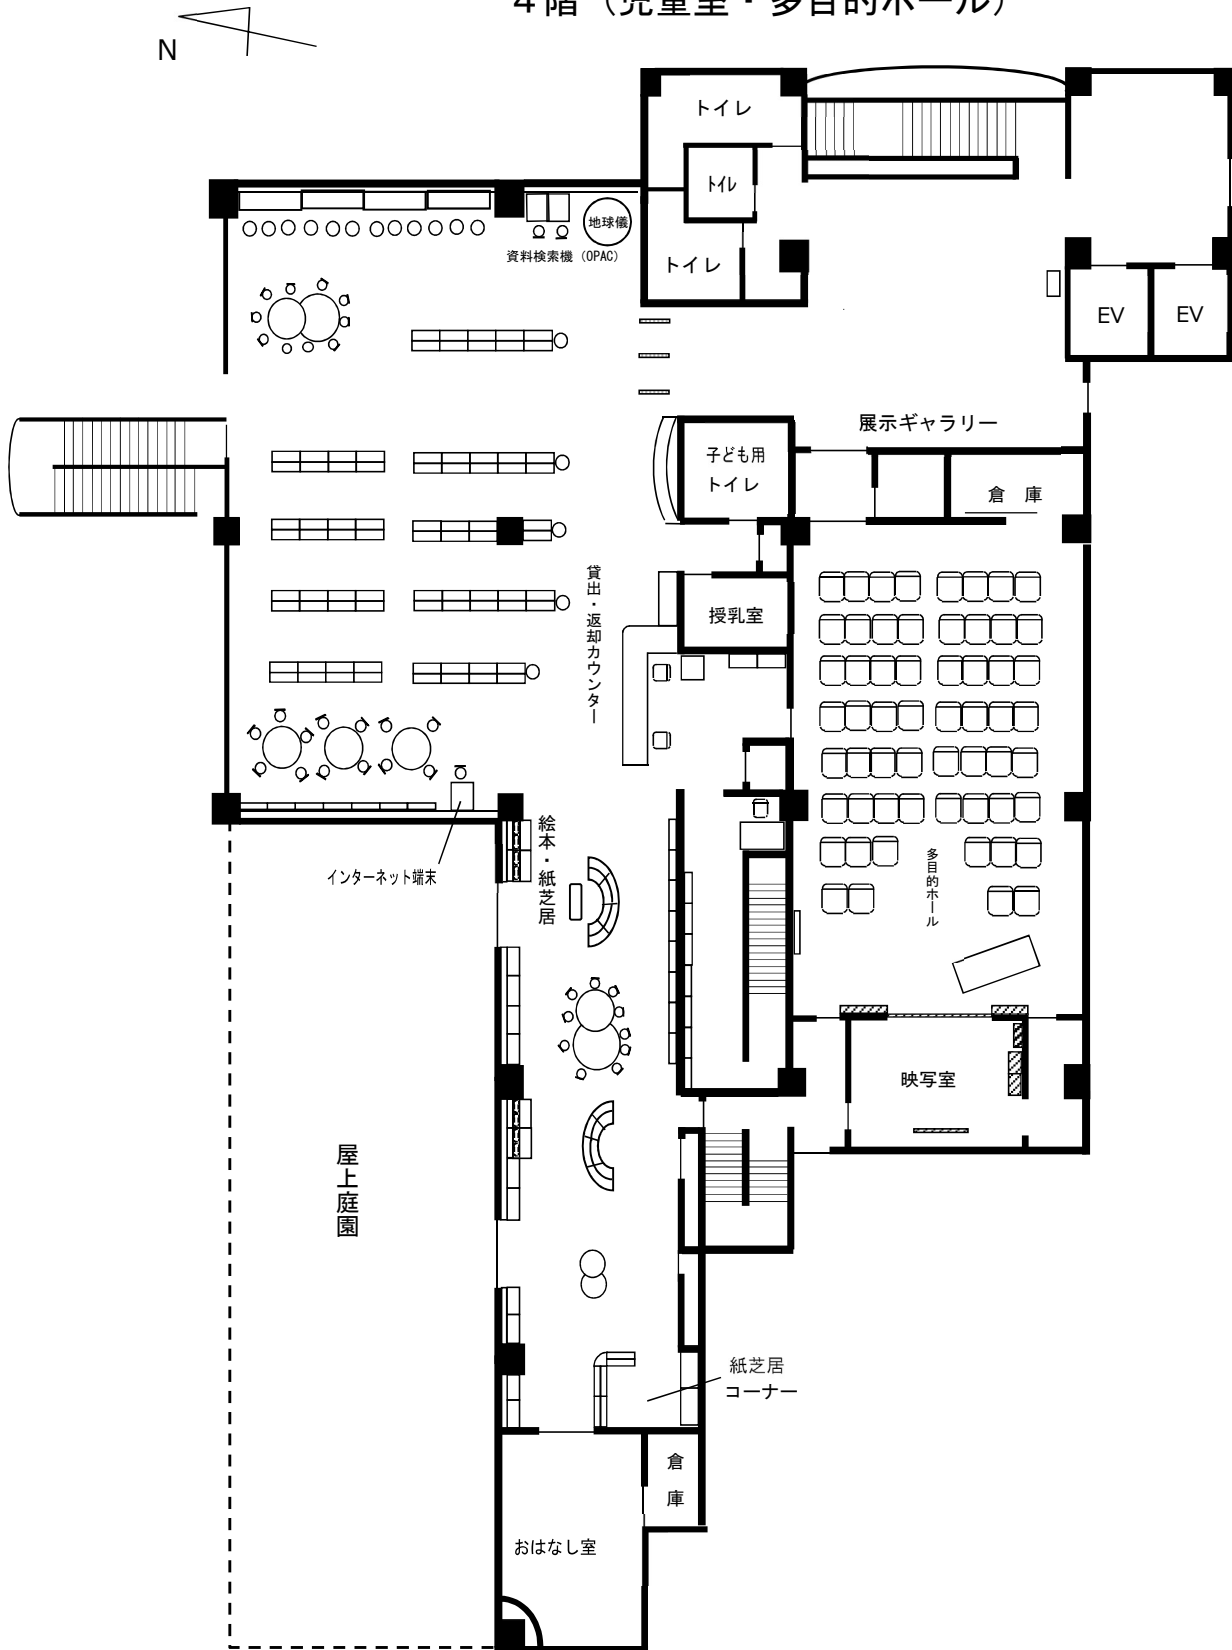 4階（児童室・多目的ホール）
N
トイレ
トイレ
地球儀
資料検索機（OPAC）
トイレ
EV
EV
展示ギャラリー
子ども用
トイレ
倉 庫
貸出・返却カウンター
授乳室
インターネット端末
絵本・紙芝居
多目的ホール
映写室
屋上庭園
紙芝居
コーナー
倉
庫
おはなし室